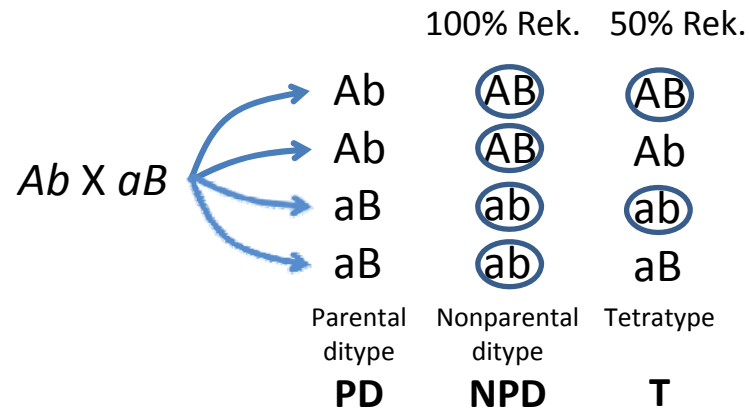 100% Rek. 50% Rek.
Ab AB AB
Ab AB Ab
Ab X aB
aB ab ab
aB ab aB
Parental Nonparental Tetratype
ditype ditype
PD NPD T